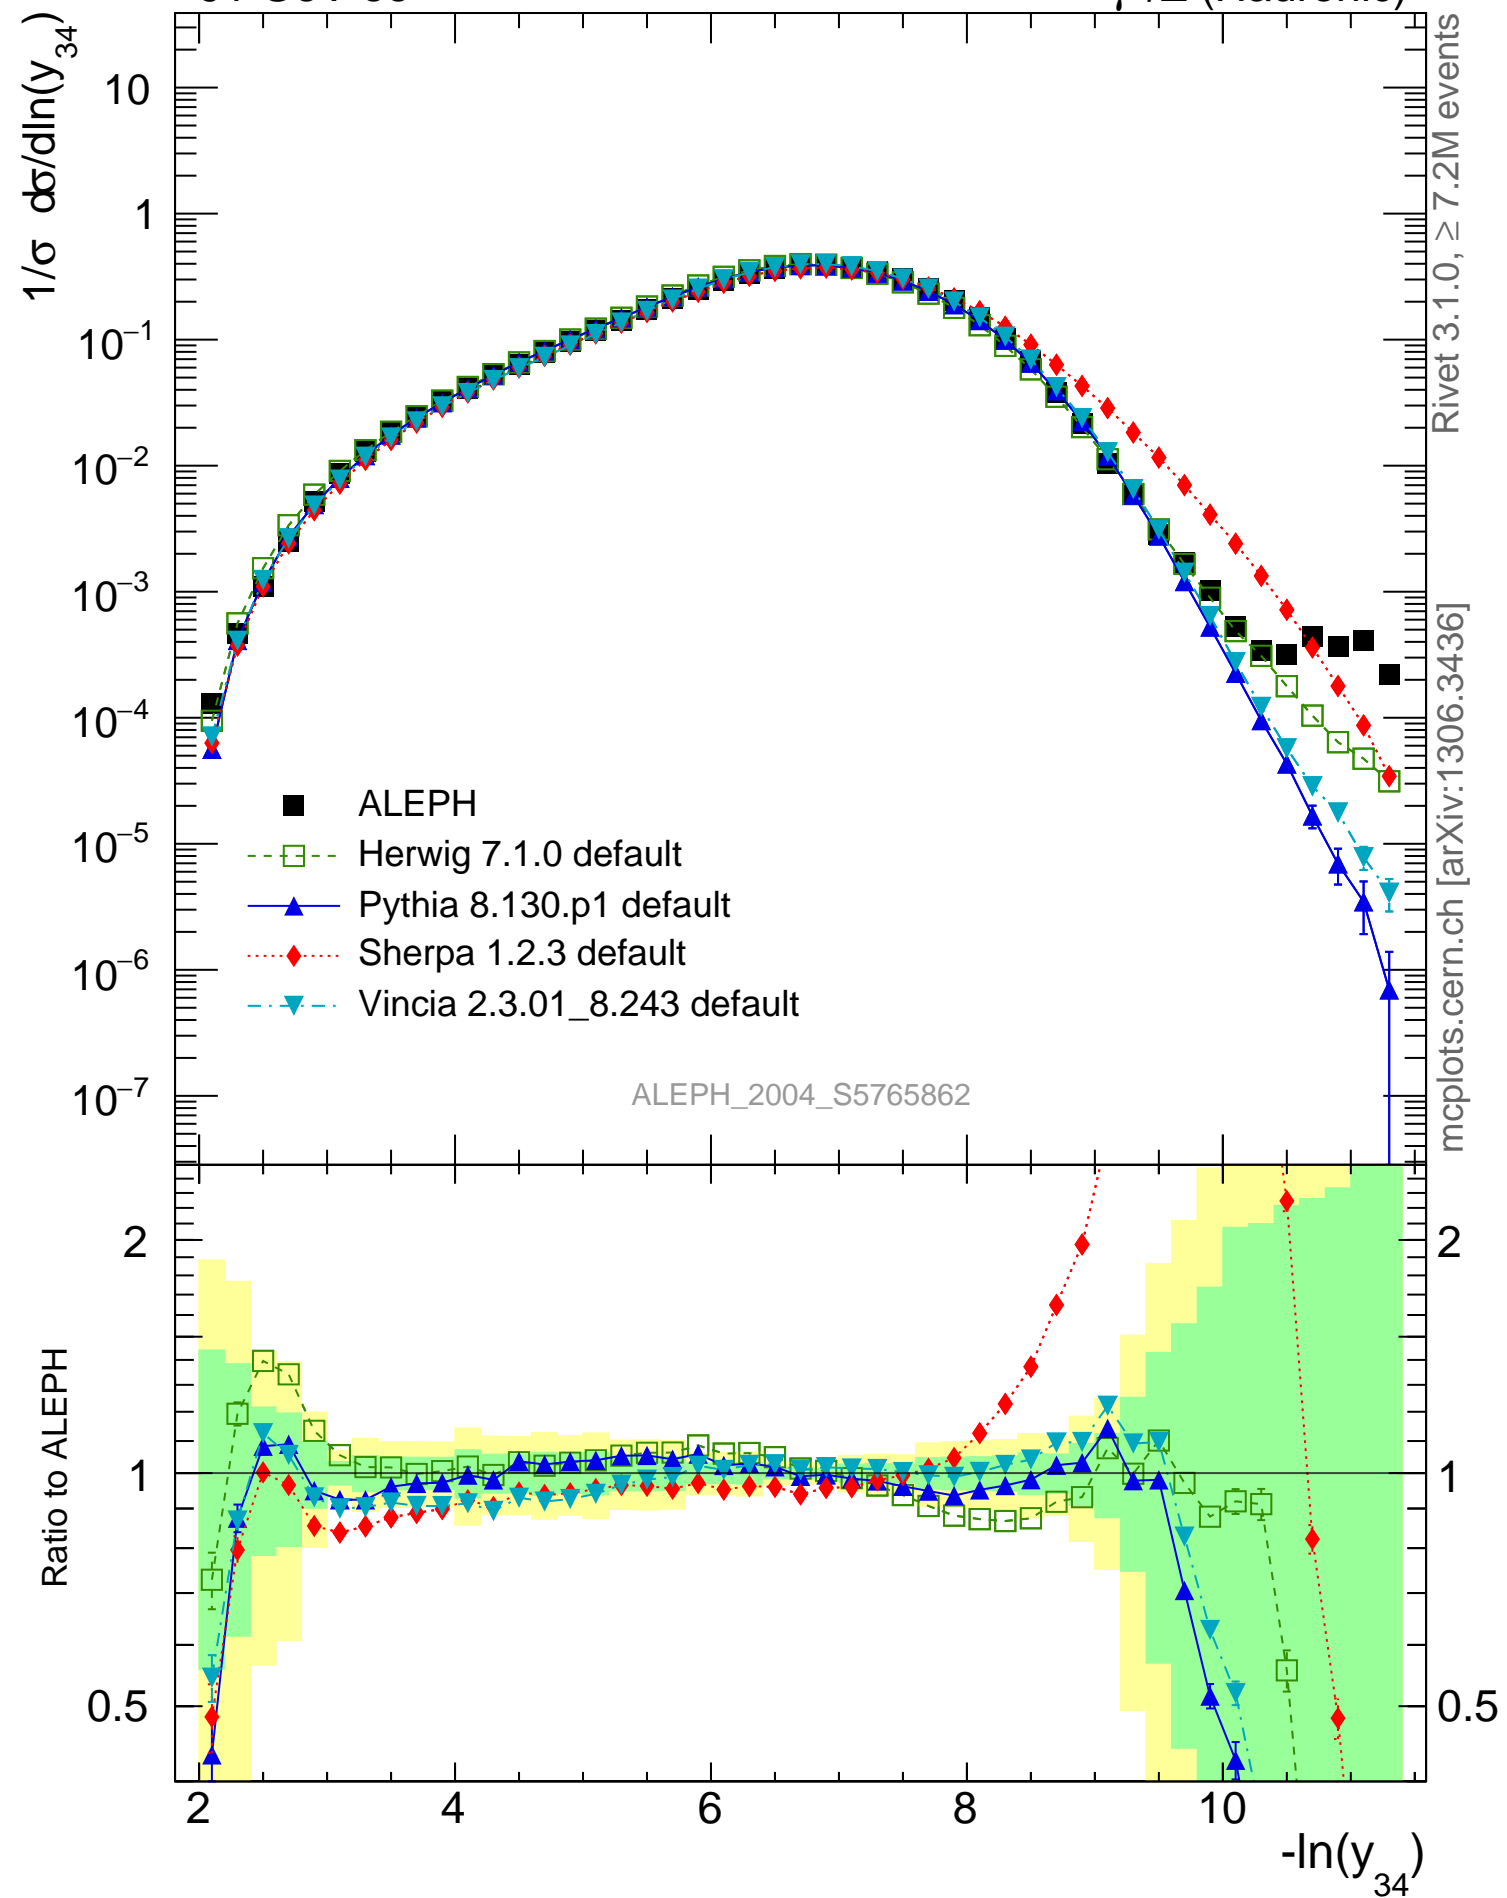 1/σ dσ/dln(y34)
10
1
10−1
10−2
10−3
10−4
10−5
10−6
10−7
ALEPH
Herwig 7.1.0 default
Pythia 8.130.p1 default
Sherpa 1.2.3 default
Vincia 2.3.01_8.243 default
ALEPH_2004_S5765862
Rivet 3.1.0, ≥ 7.2M events
mcplots.cern.ch [arXiv:1306.3436]
Ratio to ALEPH
2
1
0.5
2
1
0.5
2
4
6
8
10
-ln(y34)